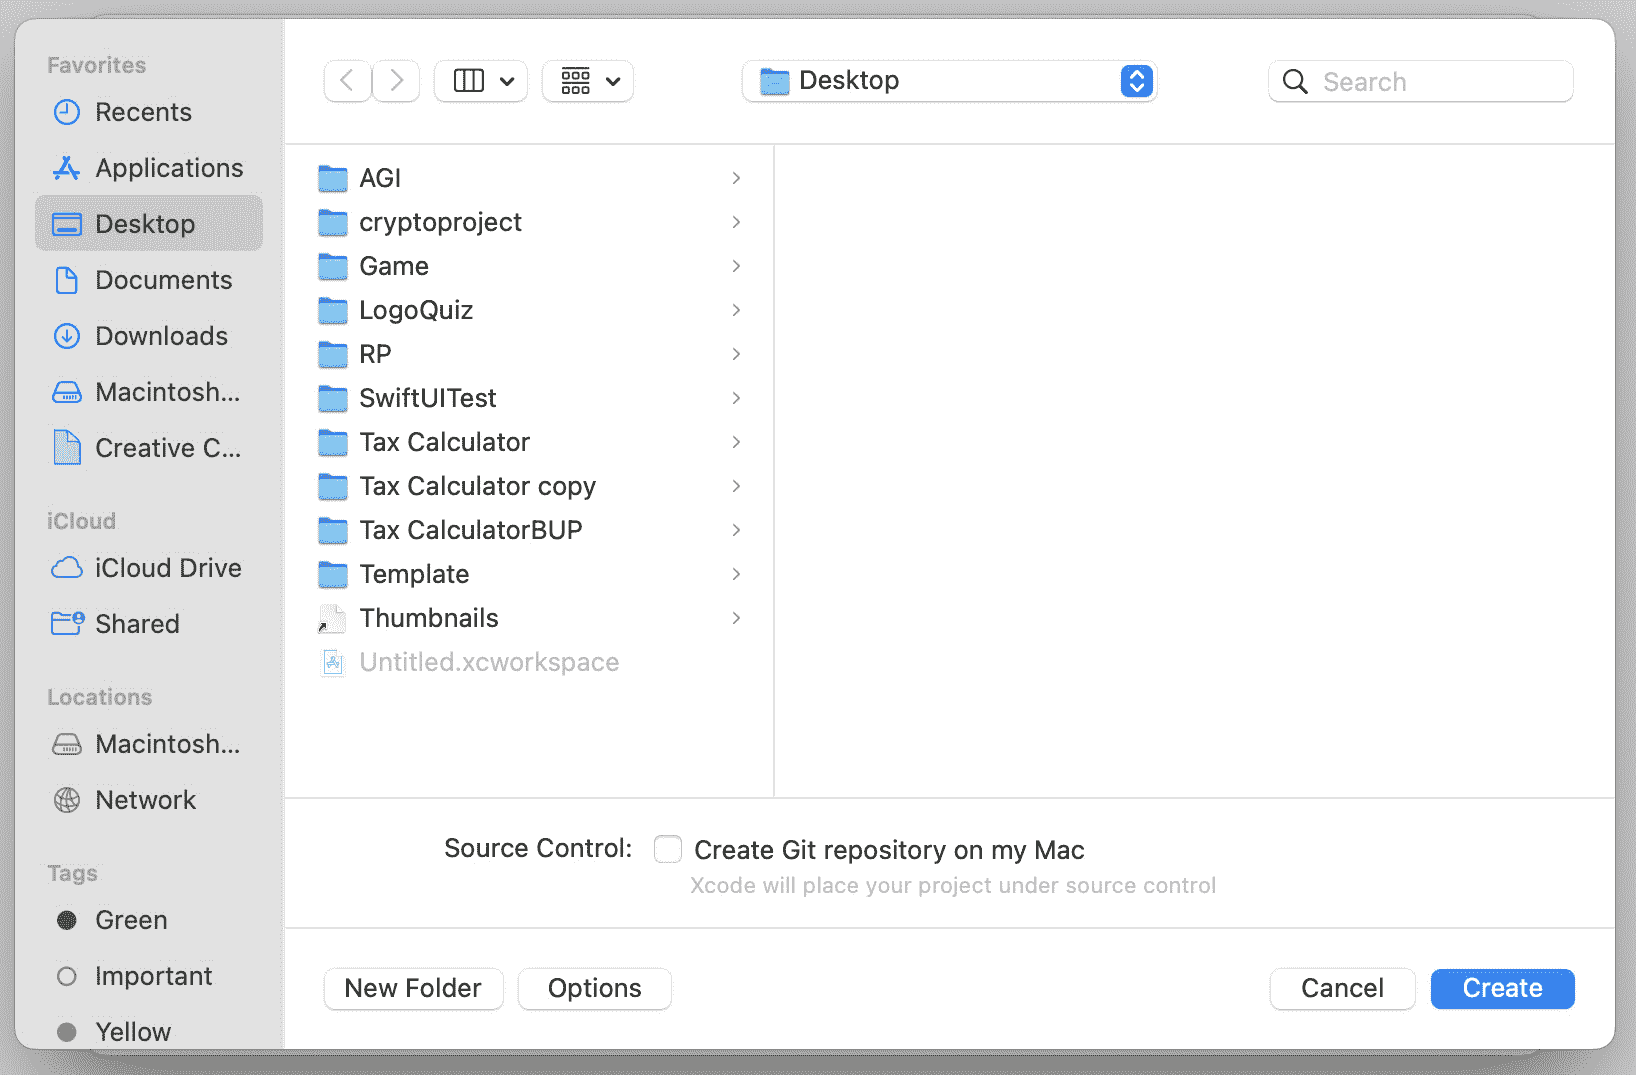 Favorites
Recents
Applications
Desktop
Documents
Downloads
Macintosh...
Creative C...
iCloud
iCloud Drive
Shared
Locations
Macintosh...
Network
Tags
Green
Important
Yellow
Desktop
Search
AGI
cryptoproject
Game
LogoQuiz
RP
SwiftUITest
Tax Calculator
Tax Calculator copy
Tax CalculatorBUP
Template
Thumbnails
Untitled.xcworkspace
Source Control: Create Git repository on my Mac
Xcode will place your project under source control
New Folder Options Cancel Create